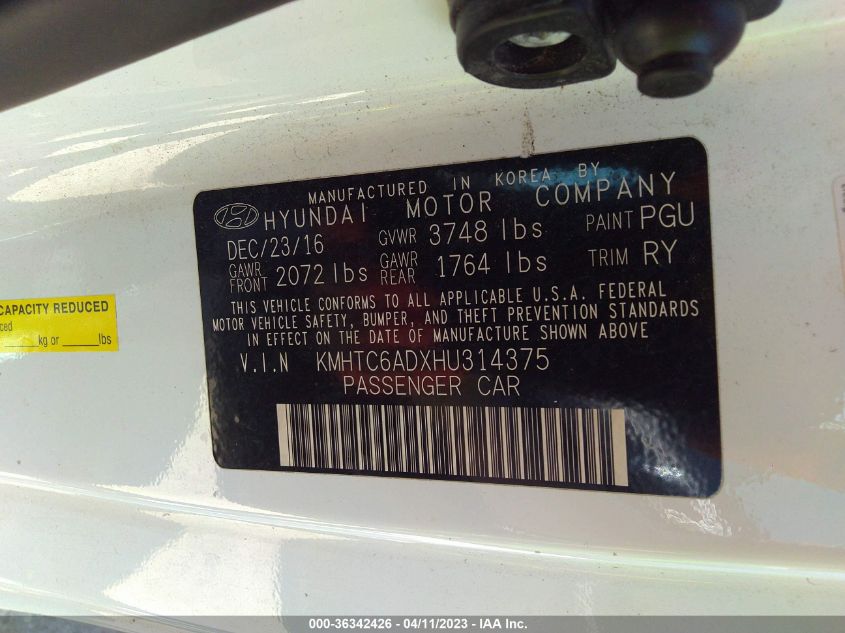 MANUFACTURED IN KOREA BY
HYUNDAI MOTOR COMPANY
DEC/23/16 GVWR 3748 lbs PAINT PGU
GAWR FRONT 2072 lbs GAWR REAR 1764 lbs TRIM RY
THIS VEHICLE CONFORMS TO ALL APPLICABLE U.S.A. FEDERAL
MOTOR VEHICLE SAFETY, BUMPER, AND THEFT PREVENTION STANDARDS
IN EFFECT ON THE DATE OF MANUFACTURE SHOWN ABOVE
V.I.N KMHTC6ADXHU314375
PASSENGER CAR
CAPACITY REDUCED
ced
____kg or ____lbs
000-36342426 - 04/11/2023 - IAA Inc.